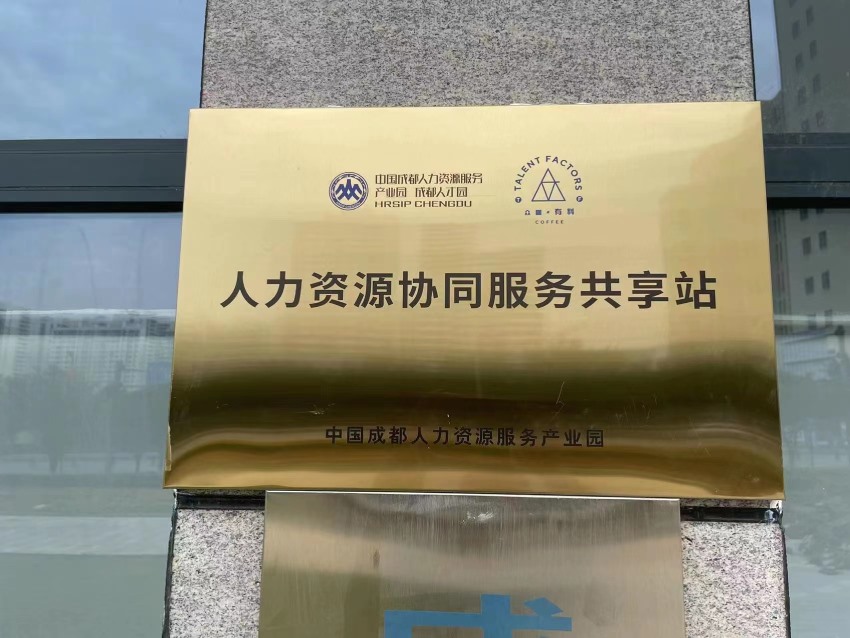 中国成都人力资源服务
产业园 成都人才园
HRSIP CHENGDU
TALENT FACTORS
T F
COFFEE
人力资源协同服务共享站
中国成都人力资源服务产业园